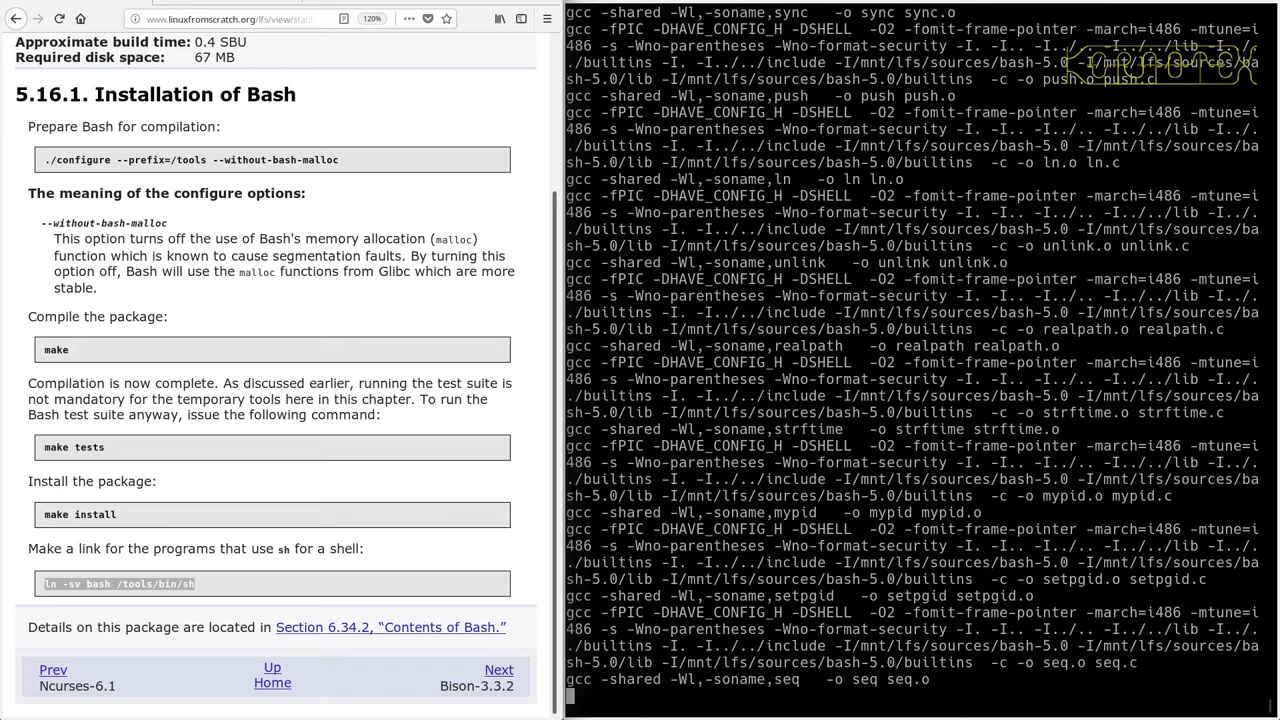 www.linuxfromscratch.org/lfs/view/stab
120%
Approximate build time: 0.4 SBU
Required disk space: 67 MB
5.16.1. Installation of Bash
Prepare Bash for compilation:
./configure --prefix=/tools --without-bash-malloc
The meaning of the configure options:
--without-bash-malloc
This option turns off the use of Bash's memory allocation (malloc)
function which is known to cause segmentation faults. By turning this
option off, Bash will use the malloc functions from Glibc which are more
stable.
Compile the package:
make
Compilation is now complete. As discussed earlier, running the test suite is
not mandatory for the temporary tools here in this chapter. To run the
Bash test suite anyway, issue the following command:
make tests
Install the package:
make install
Make a link for the programs that use sh for a shell:
ln -sv bash /tools/bin/sh
Details on this package are located in Section 6.34.2, “Contents of Bash.”
Prev
Up
Next
Ncurses-6.1
Home
Bison-3.3.2
gcc -shared -Wl,-soname,sync   -o sync sync.o
gcc -fPIC -DHAVE_CONFIG_H -DSHELL  -O2 -fomit-frame-pointer -march=i486 -mtune=i
486 -s -Wno-parentheses -Wno-format-security -I. -I.. -I../.. -I../../lib -I../.
./builtins -I. -I../../include -I/mnt/lfs/sources/bash-5.0 -I/mnt/lfs/sources/ba
sh-5.0/lib -I/mnt/lfs/sources/bash-5.0/builtins  -c -o push.o push.c
gcc -shared -Wl,-soname,push   -o push push.o
gcc -fPIC -DHAVE_CONFIG_H -DSHELL  -O2 -fomit-frame-pointer -march=i486 -mtune=i
486 -s -Wno-parentheses -Wno-format-security -I. -I.. -I../.. -I../../lib -I../.
./builtins -I. -I../../include -I/mnt/lfs/sources/bash-5.0 -I/mnt/lfs/sources/ba
sh-5.0/lib -I/mnt/lfs/sources/bash-5.0/builtins  -c -o ln.o ln.c
gcc -shared -Wl,-soname,ln   -o ln ln.o
gcc -fPIC -DHAVE_CONFIG_H -DSHELL  -O2 -fomit-frame-pointer -march=i486 -mtune=i
486 -s -Wno-parentheses -Wno-format-security -I. -I.. -I../.. -I../../lib -I../.
./builtins -I. -I../../include -I/mnt/lfs/sources/bash-5.0 -I/mnt/lfs/sources/ba
sh-5.0/lib -I/mnt/lfs/sources/bash-5.0/builtins  -c -o unlink.o unlink.c
gcc -shared -Wl,-soname,unlink   -o unlink unlink.o
gcc -fPIC -DHAVE_CONFIG_H -DSHELL  -O2 -fomit-frame-pointer -march=i486 -mtune=i
486 -s -Wno-parentheses -Wno-format-security -I. -I.. -I../.. -I../../lib -I../.
./builtins -I. -I../../include -I/mnt/lfs/sources/bash-5.0 -I/mnt/lfs/sources/ba
sh-5.0/lib -I/mnt/lfs/sources/bash-5.0/builtins  -c -o realpath.o realpath.c
gcc -shared -Wl,-soname,realpath   -o realpath realpath.o
gcc -fPIC -DHAVE_CONFIG_H -DSHELL  -O2 -fomit-frame-pointer -march=i486 -mtune=i
486 -s -Wno-parentheses -Wno-format-security -I. -I.. -I../.. -I../../lib -I../.
./builtins -I. -I../../include -I/mnt/lfs/sources/bash-5.0 -I/mnt/lfs/sources/ba
sh-5.0/lib -I/mnt/lfs/sources/bash-5.0/builtins  -c -o strftime.o strftime.c
gcc -shared -Wl,-soname,strftime   -o strftime strftime.o
gcc -fPIC -DHAVE_CONFIG_H -DSHELL  -O2 -fomit-frame-pointer -march=i486 -mtune=i
486 -s -Wno-parentheses -Wno-format-security -I. -I.. -I../.. -I../../lib -I../.
./builtins -I. -I../../include -I/mnt/lfs/sources/bash-5.0 -I/mnt/lfs/sources/ba
sh-5.0/lib -I/mnt/lfs/sources/bash-5.0/builtins  -c -o mypid.o mypid.c
gcc -shared -Wl,-soname,mypid   -o mypid mypid.o
gcc -fPIC -DHAVE_CONFIG_H -DSHELL  -O2 -fomit-frame-pointer -march=i486 -mtune=i
486 -s -Wno-parentheses -Wno-format-security -I. -I.. -I../.. -I../../lib -I../.
./builtins -I. -I../../include -I/mnt/lfs/sources/bash-5.0 -I/mnt/lfs/sources/ba
sh-5.0/lib -I/mnt/lfs/sources/bash-5.0/builtins  -c -o setpgid.o setpgid.c
gcc -shared -Wl,-soname,setpgid   -o setpgid setpgid.o
gcc -fPIC -DHAVE_CONFIG_H -DSHELL  -O2 -fomit-frame-pointer -march=i486 -mtune=i
486 -s -Wno-parentheses -Wno-format-security -I. -I.. -I../.. -I../../lib -I../.
./builtins -I. -I../../include -I/mnt/lfs/sources/bash-5.0 -I/mnt/lfs/sources/ba
sh-5.0/lib -I/mnt/lfs/sources/bash-5.0/builtins  -c -o seq.o seq.c
gcc -shared -Wl,-soname,seq   -o seq seq.o